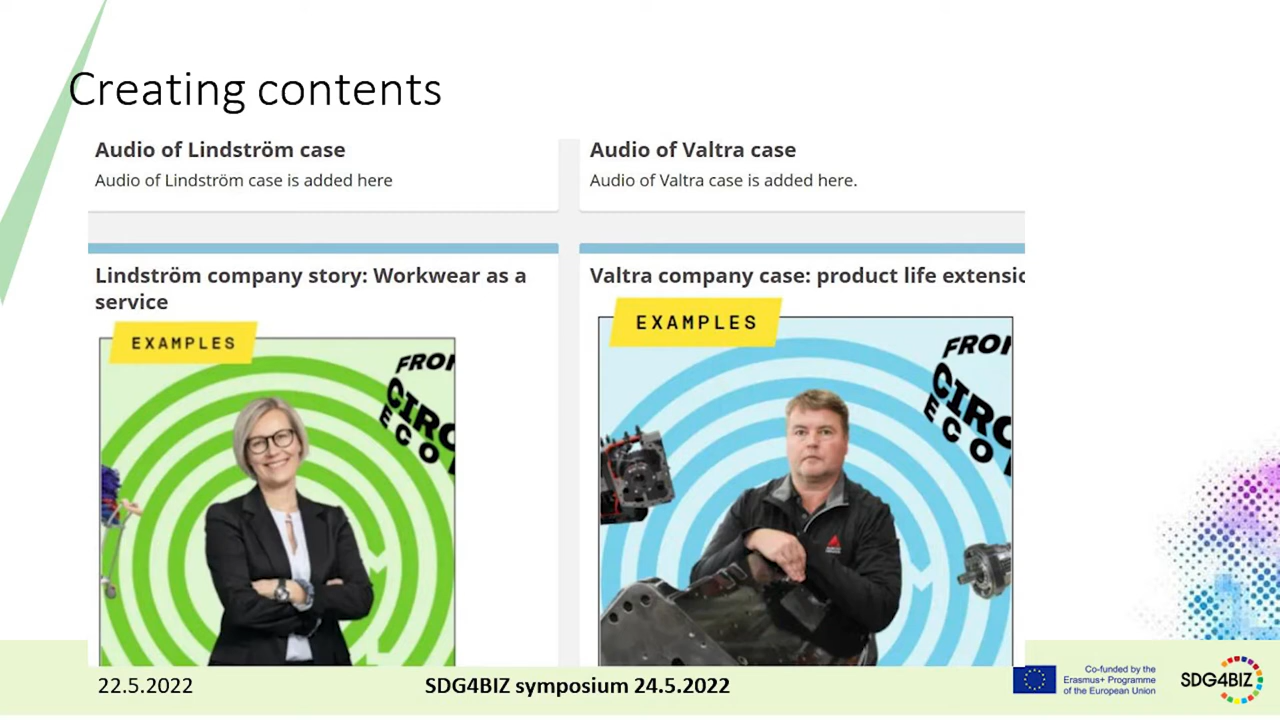 Creating contents
Audio of Lindström case
Audio of Lindström case is added here
Audio of Valtra case
Audio of Valtra case is added here.
Lindström company story: Workwear as a
service
EXAMPLES
Valtra company case: product life extensio
EXAMPLES
22.5.2022
SDG4BIZ symposium 24.5.2022
Co-funded by the
Erasmus+ Programme
of the European Union
SDG4BIZ